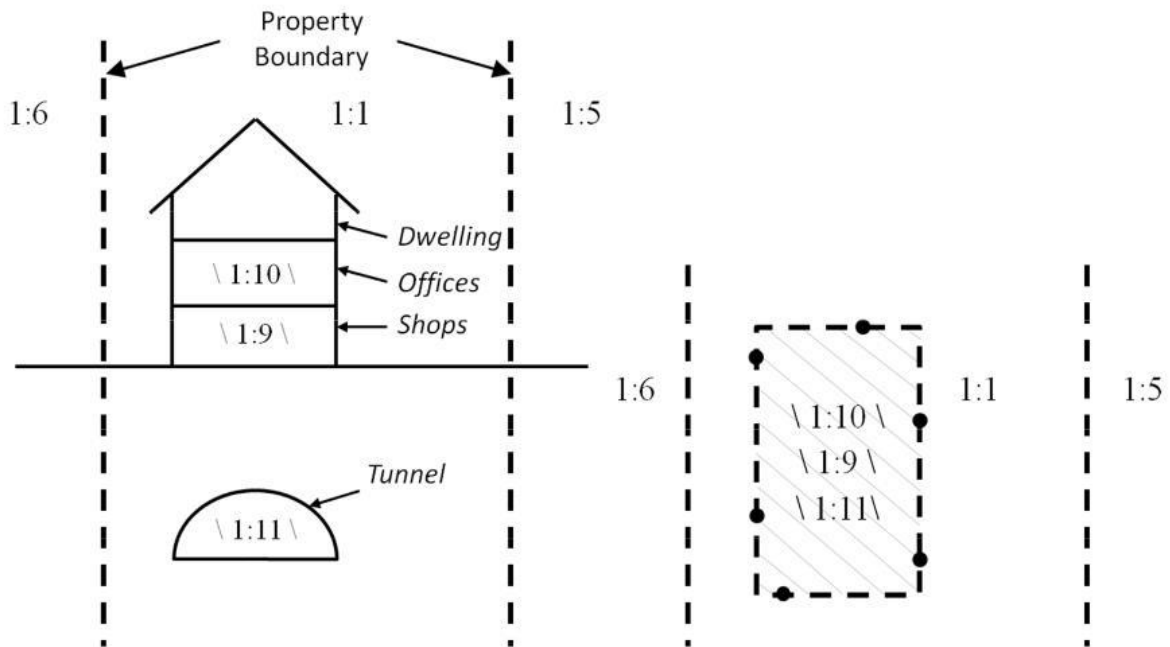 Property
Boundary
1:6
1:1
1:5
Dwelling
\ 1:10 \
Offices
\ 1:9 \
Shops
Tunnel
\ 1:11 \
1:6
1:1
1:5
\ 1:10 \
\ 1:9 \
\ 1:11\